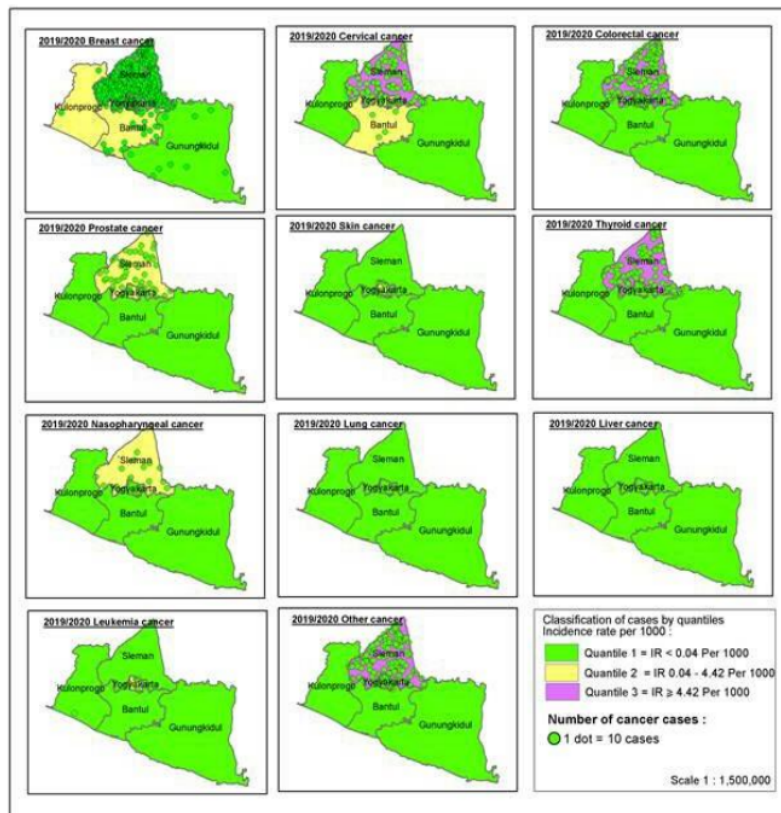 2019/2020 Breast cancer
Sleman
Kulonprogo
Yogyakarta
Bantul
Gunungkidul
2019/2020 Cervical cancer
Sleman
Kulonprogo
Yogyakarta
Bantul
Gunungkidul
2019/2020 Colorectal cancer
Sleman
Kulonprogo
Yogyakarta
Bantul
Gunungkidul
2019/2020 Prostate cancer
Sleman
Kulonprogo
Yogyakarta
Bantul
Gunungkidul
2019/2020 Skin cancer
Sleman
Kulonprogo
Yogyakarta
Bantul
Gunungkidul
2019/2020 Thyroid cancer
Sleman
Kulonprogo
Yogyakarta
Bantul
Gunungkidul
2019/2020 Nasopharyngeal cancer
Sleman
Kulonprogo
Yogyakarta
Bantul
Gunungkidul
2019/2020 Lung cancer
Sleman
Kulonprogo
Yogyakarta
Bantul
Gunungkidul
2019/2020 Liver cancer
Sleman
Kulonprogo
Yogyakarta
Bantul
Gunungkidul
2019/2020 Leukemia cancer
Sleman
Kulonprogo
Yogyakarta
Bantul
Gunungkidul
2019/2020 Other cancer
Sleman
Kulonprogo
Yogyakarta
Bantul
Gunungkidul
Classification of cases by quantiles
Incidence rate per 1000 :
Quantile 1 = IR < 0.04 Per 1000
Quantile 2 = IR 0.04 - 4.42 Per 1000
Quantile 3 = IR ≥ 4.42 Per 1000
Number of cancer cases :
1 dot = 10 cases
Scale 1 : 1,500,000